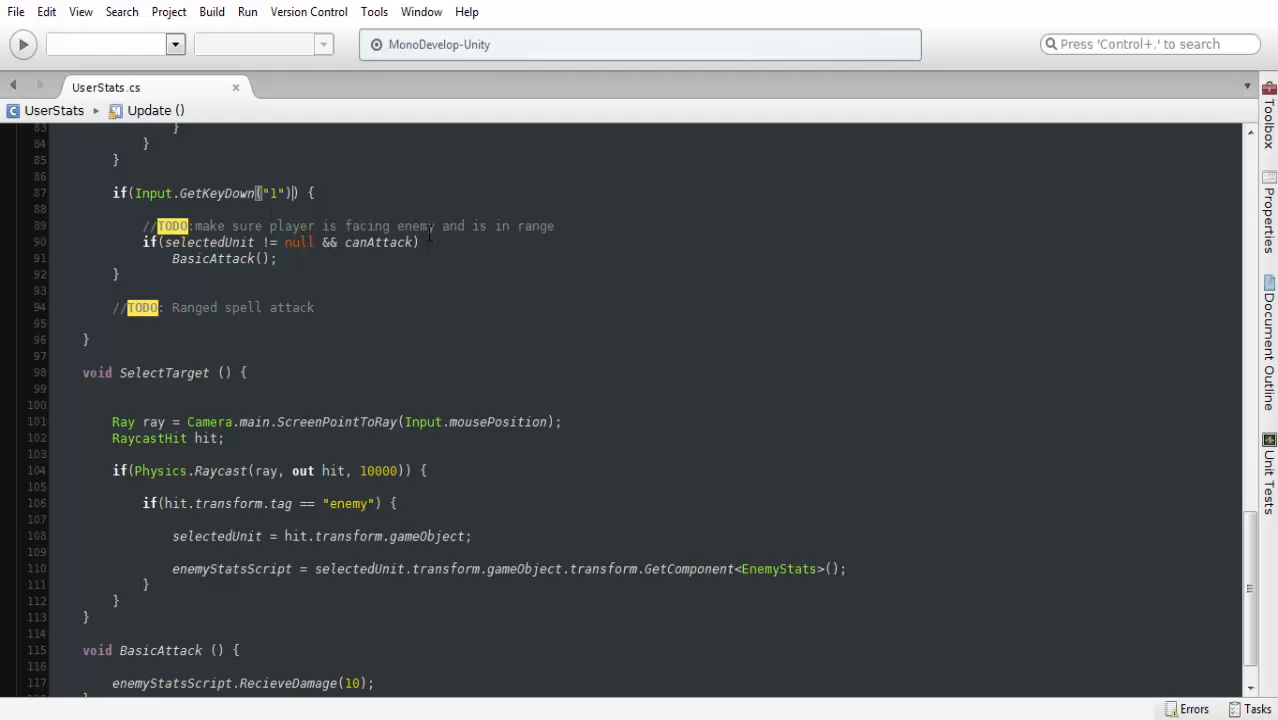 File Edit View Search Project Build Run Version Control Tools Window Help
MonoDevelop-Unity
Press 'Control+,' to search
UserStats.cs
UserStats Update ()
83 }
84 }
85 }
86
87 if(Input.GetKeyDown("1")) {
88
89 //TODO:make sure player is facing enemy and is in range
90 if(selectedUnit != null && canAttack)
91 BasicAttack();
92 }
93
94 //TODO: Ranged spell attack
95
96 }
97
98 void SelectTarget () {
99
100
101 Ray ray = Camera.main.ScreenPointToRay(Input.mousePosition);
102 RaycastHit hit;
103
104 if(Physics.Raycast(ray, out hit, 10000)) {
105
106 if(hit.transform.tag == "enemy") {
107
108 selectedUnit = hit.transform.gameObject;
109
110 enemyStatsScript = selectedUnit.transform.gameObject.transform.GetComponent<EnemyStats>();
111 }
112 }
113 }
114
115 void BasicAttack () {
116
117 enemyStatsScript.RecieveDamage(10);
Toolbox
Properties
Document Outline
Unit Tests
Errors Tasks